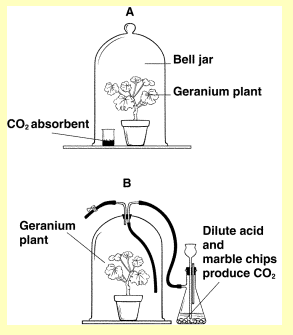 A
Bell jar
Geranium plant
CO₂ absorbent
B
Geranium
plant
Dilute acid
and
marble chips
produce CO₂